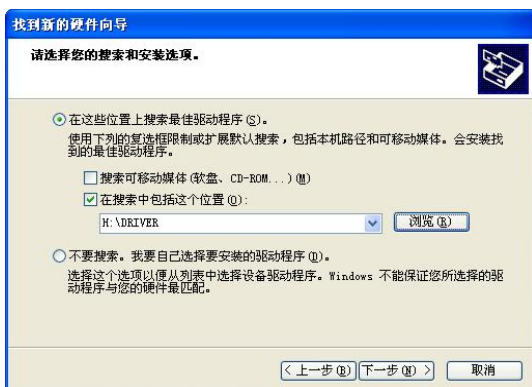 找到新的硬件向导
请选择您的搜索和安装选项。
在这些位置上搜索最佳驱动程序(S)。
使用下列的复选框限制或扩展默认搜索，包括本机路径和可移动媒体。会安装找
到的最佳驱动程序。
搜索可移动媒体(软盘、CD-ROM...)(M)
在搜索中包括这个位置(O):
H:\DRIVER
浏览(R)
不要搜索。我要自己选择要安装的驱动程序(D)。
选择这个选项以便从列表中选择设备驱动程序。Windows 不能保证您所选择的驱
动程序与您的硬件最匹配。
< 上一步(B) 下一步(N) > 取消